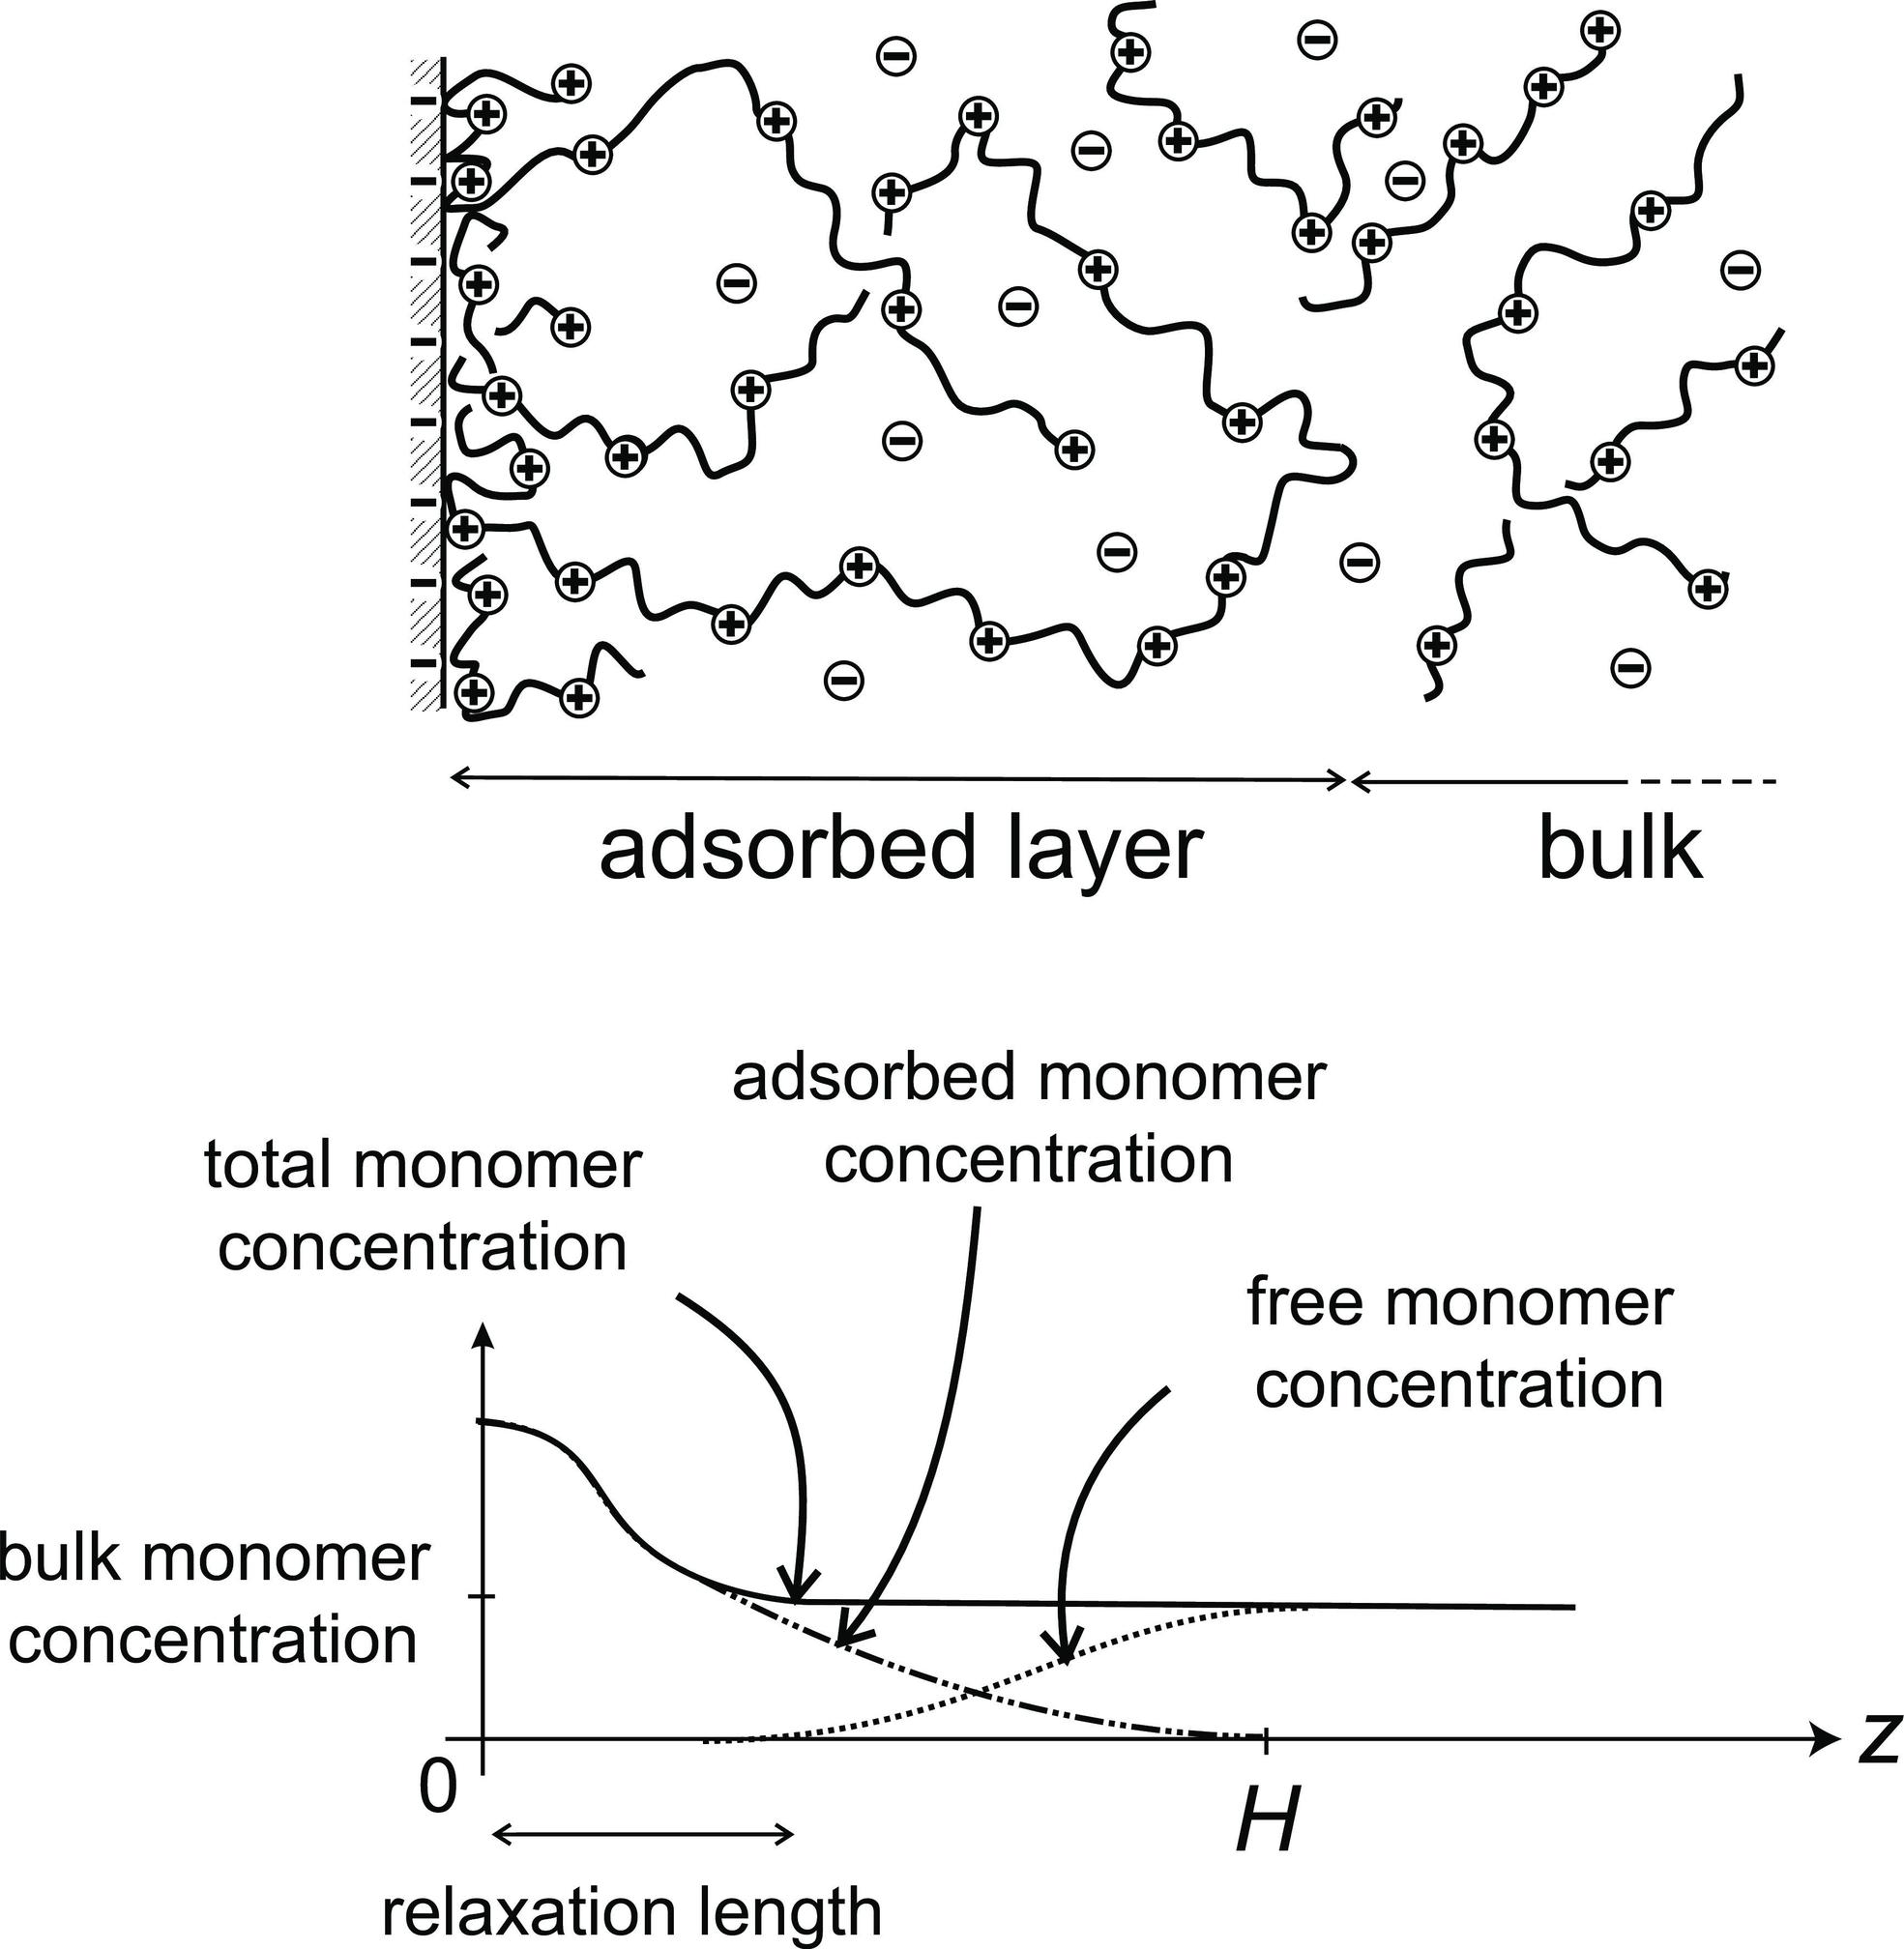 adsorbed layer
bulk
adsorbed monomer
concentration
total monomer
concentration
free monomer
concentration
bulk monomer
concentration
0
H
z
relaxation length